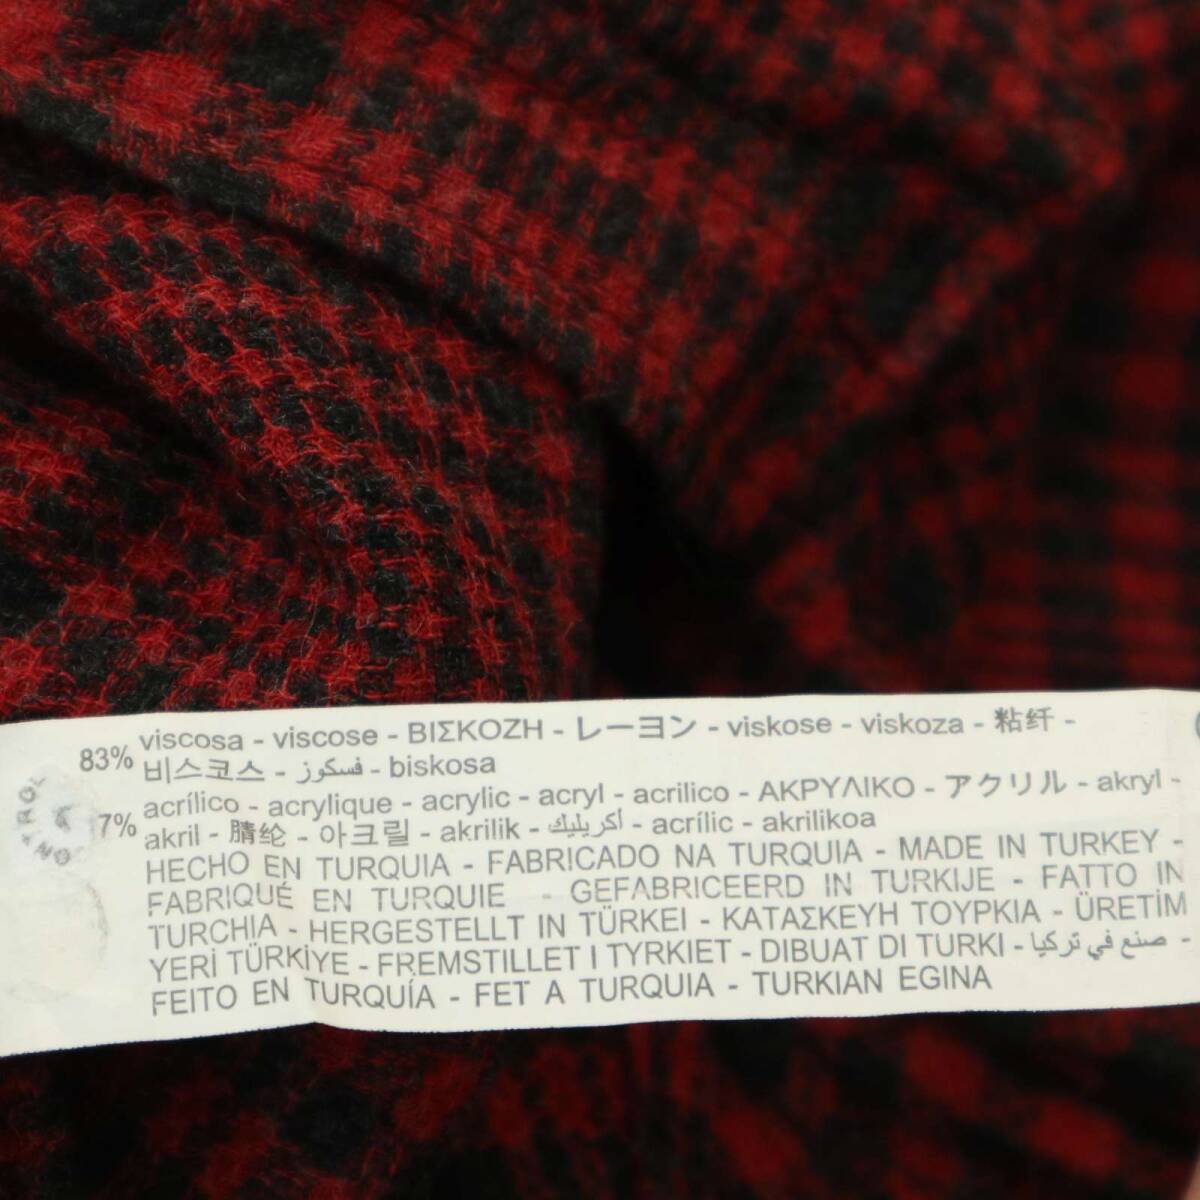 83% viscosa - viscose - ΒΙΣΚΟΖΗ - レーヨン - viskose - viskoza - 粘纤 -
비스코스 - فسكوز - biskosa
7% acrílico - acrylique - acrylic - acryl - acrilico - ΑΚΡΥΛΙΚΟ - アクリル - akryl -
akril - 腈纶 - 아크릴 - akrilik - أكريليك - acrílic - akrilikoa
HECHO EN TURQUIA - FABRICADO NA TURQUIA - MADE IN TURKEY -
FABRIQUÉ EN TURQUIE - GEFABRICEERD IN TURKIJE - FATTO IN
TURCHIA - HERGESTELLT IN TÜRKEI - ΚΑΤΑΣΚΕΥΗ ΤΟΥΡΚΙΑ - ÜRETİM
YERİ TÜRKİYE - FREMSTILLET I TYRKIET - DIBUAT DI TURKI - صنع في تركيا -
FEITO EN TURQUÍA - FET A TURQUIA - TURKIAN EGINA